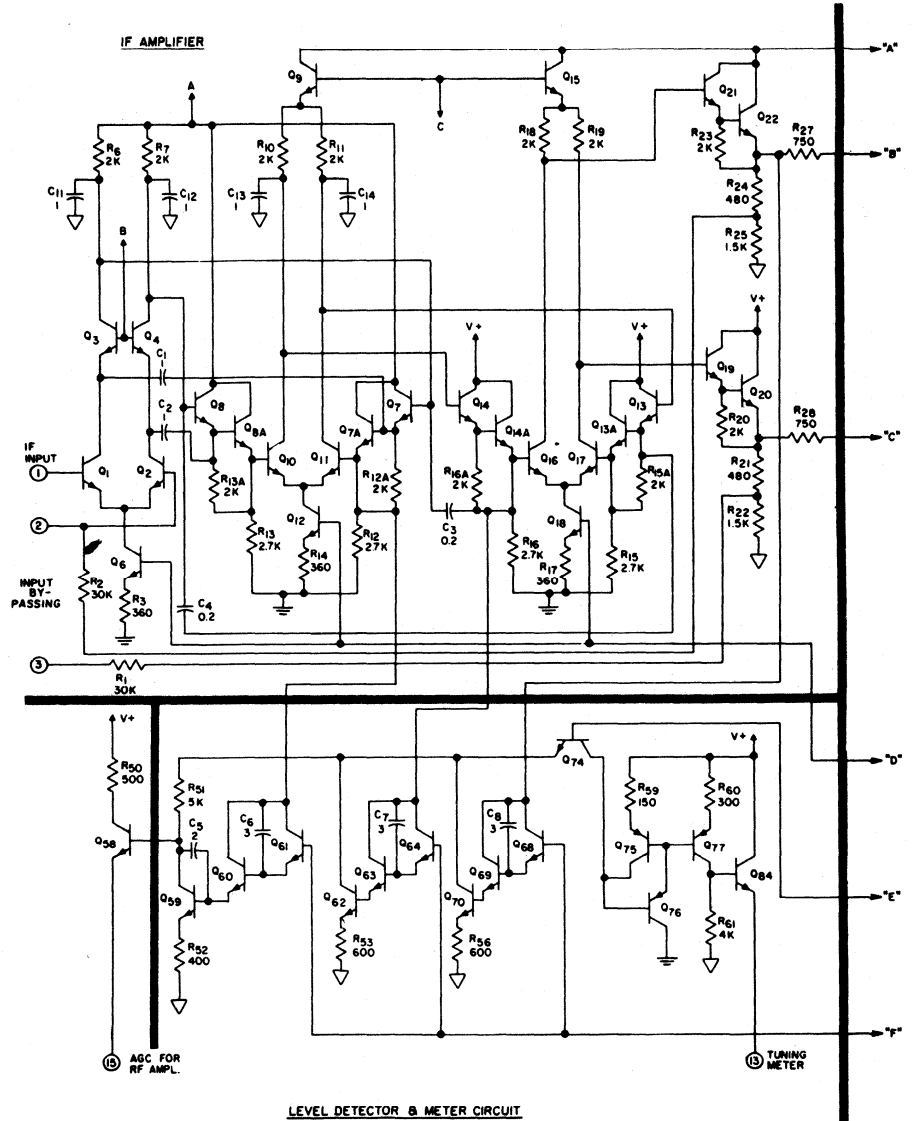 IF AMPLIFIER
"A"
Q9
Q15
Q21
Q22
A
C
R6
2K
R7
2K
R10
2K
R11
2K
R18
2K
R19
2K
R23
2K
R27
750
"B"
C11
1
C12
1
C13
1
C14
1
R24
480
R25
1.5K
B
V+
V+
V+
Q3
Q4
C1
1
Q8
Q8A
Q7
Q7A
Q14
Q14A
Q13
Q13A
Q19
Q20
C2
1
R20
2K
R28
750
"C"
IF
INPUT
1
Q1
Q2
Q10
Q11
Q16
Q17
R13A
2K
R12A
2K
R16A
2K
R15A
2K
R21
480
R22
1.5K
2
Q6
Q12
Q18
C3
0.2
R13
2.7K
R14
360
R12
2.7K
R16
2.7K
R17
360
R15
2.7K
INPUT
BY-
PASSING
R2
30K
R3
360
C4
0.2
3
R1
30K
V+
V+
"D"
R50
500
R51
5K
Q74
R59
150
R60
300
C5
2
C6
3
C7
3
C8
3
Q58
Q59
Q60
Q61
Q62
Q63
Q64
Q70
Q69
Q68
Q75
Q77
Q84
Q76
"E"
R52
400
R53
600
R56
600
R61
4K
"F"
15
AGC FOR
RF AMPL.
13
TUNING
METER
LEVEL DETECTOR & METER CIRCUIT